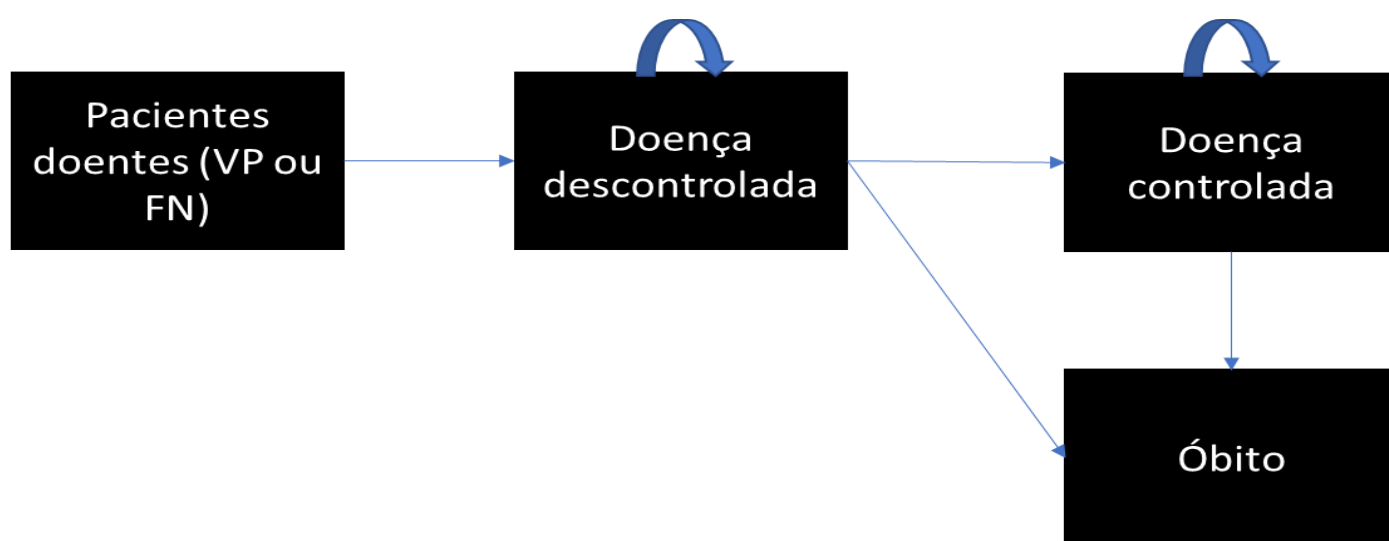 Pacientes
doentes (VP ou
FN)
Doença
descontrolada
Doença
controlada
Óbito